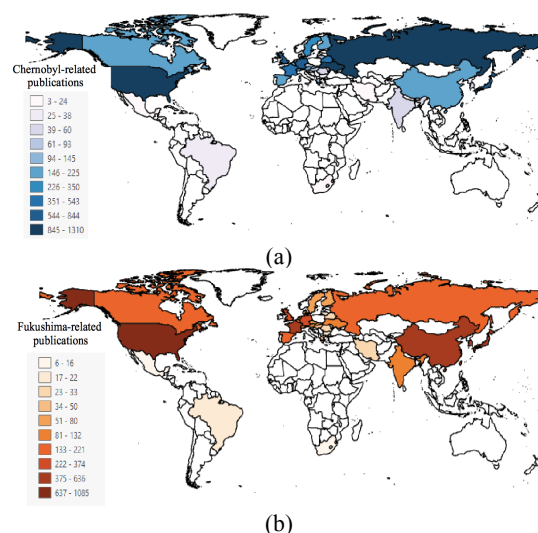 Chernobyl-related
publications
3 - 24
25 - 38
39 - 60
61 - 93
94 - 145
146 - 225
226 - 350
351 - 543
544 - 844
845 - 1310
(a)
Fukushima-related
publications
6 - 16
17 - 22
23 - 33
34 - 50
51 - 80
81 - 132
133 - 221
222 - 374
375 - 636
637 - 1085
(b)